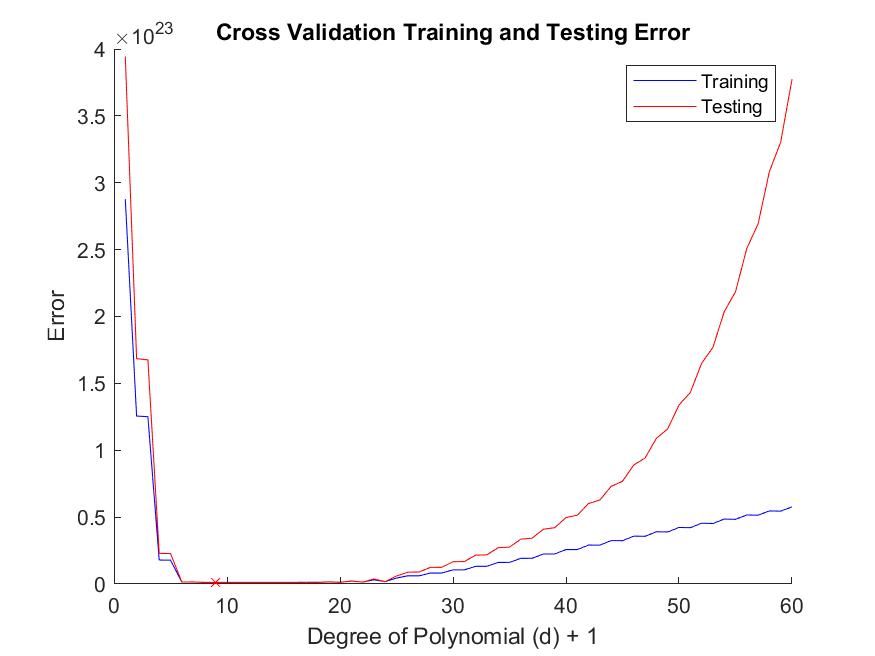 Cross Validation Training and Testing Error
×10^23
4
3.5
3
2.5
2
1.5
1
0.5
0
Error
Training
Testing
0 10 20 30 40 50 60
Degree of Polynomial (d) + 1